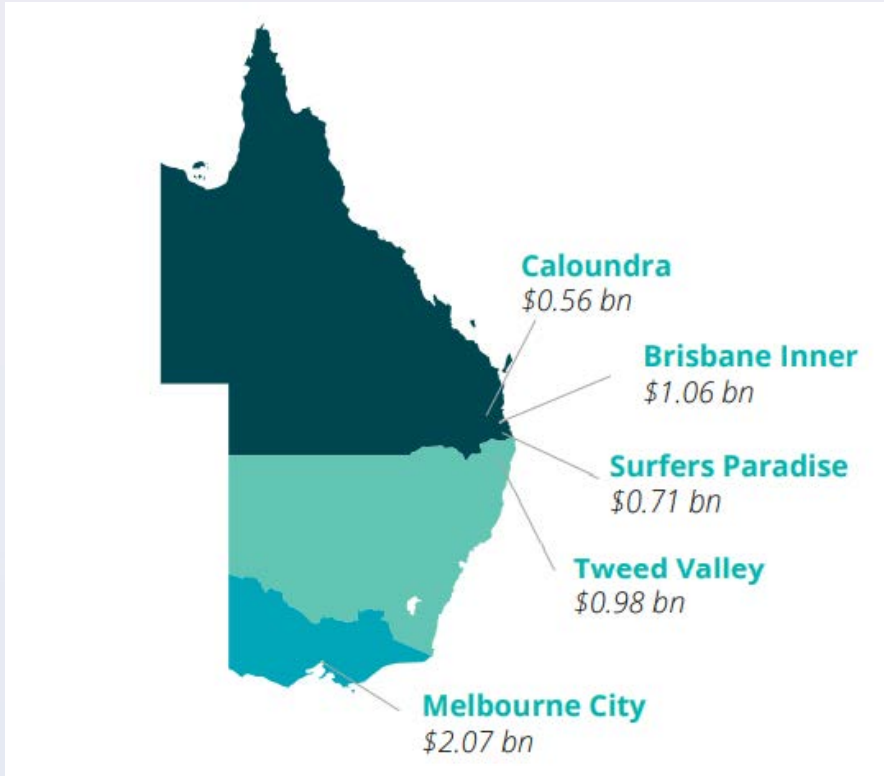 Caloundra
$0.56 bn
Brisbane Inner
$1.06 bn
Surfers Paradise
$0.71 bn
Tweed Valley
$0.98 bn
Melbourne City
$2.07 bn